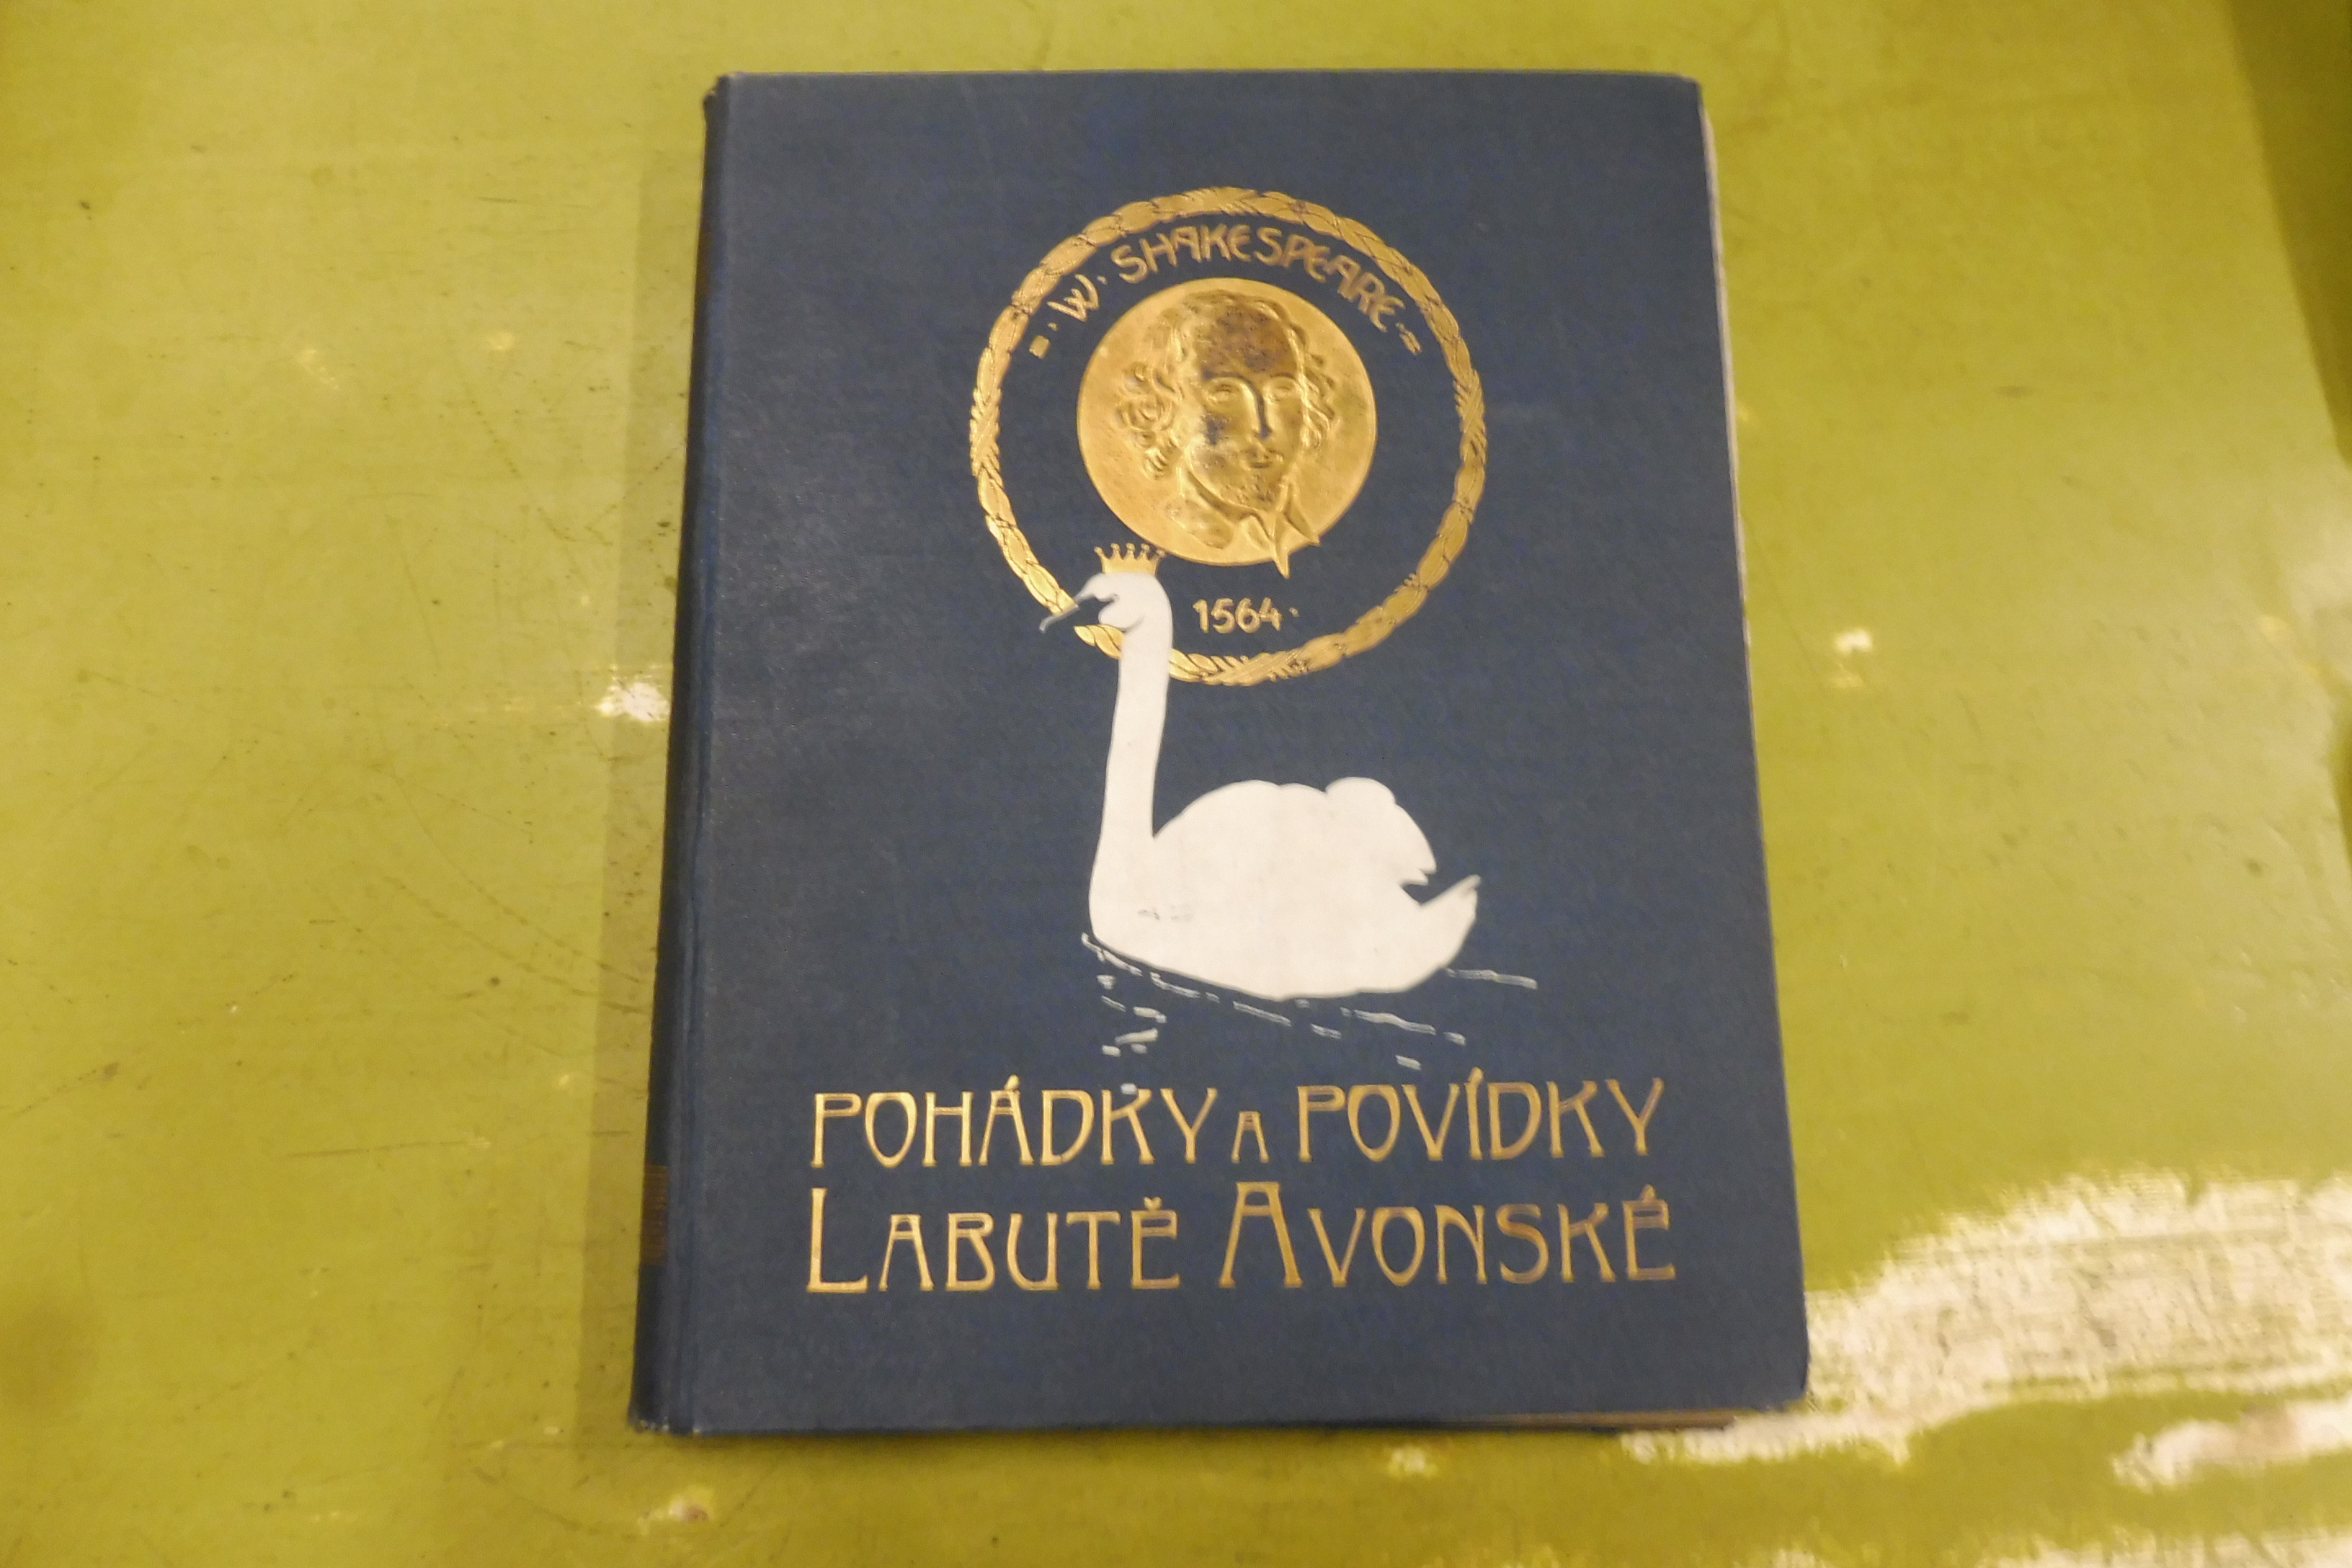 W. SHAKESPEARE
1564
POHÁDKY A POVÍDKY
LABUTĚ AVONSKÉ